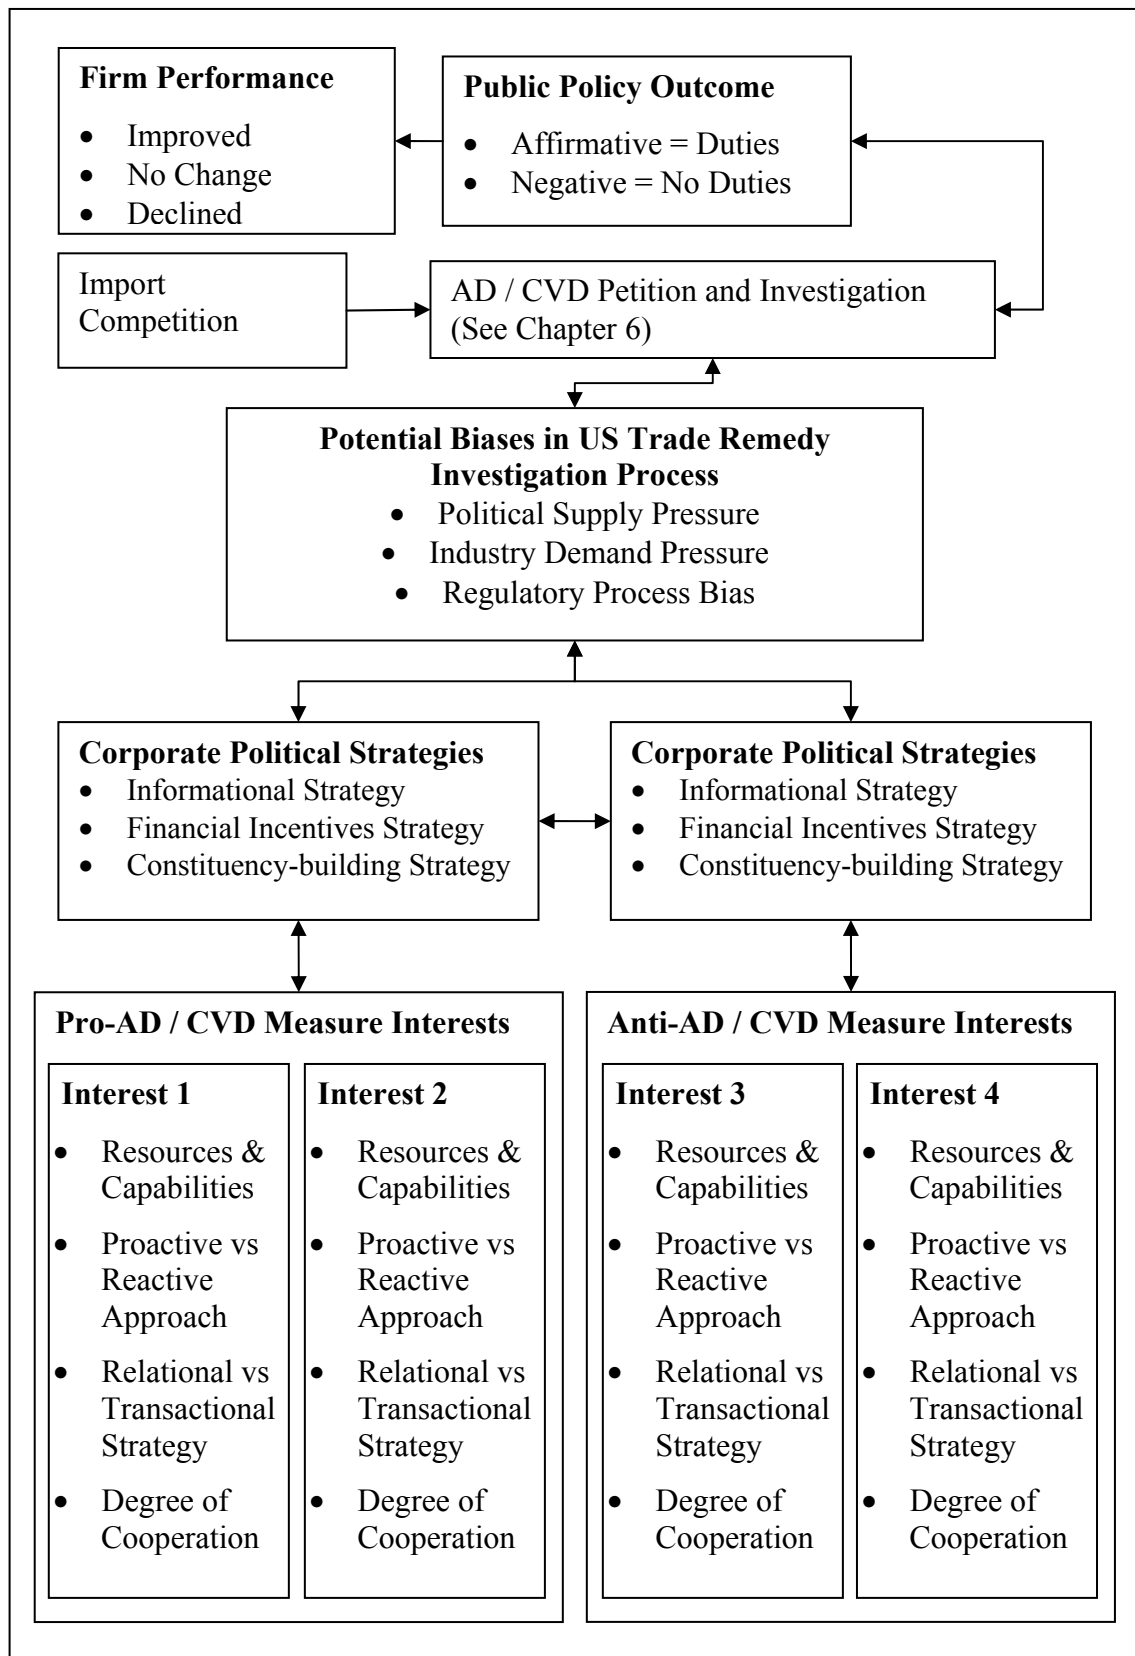 Firm Performance
• Improved
• No Change
• Declined
Public Policy Outcome
• Affirmative = Duties
• Negative = No Duties
Import
Competition
AD / CVD Petition and Investigation
(See Chapter 6)
Potential Biases in US Trade Remedy
Investigation Process
• Political Supply Pressure
• Industry Demand Pressure
• Regulatory Process Bias
Corporate Political Strategies
• Informational Strategy
• Financial Incentives Strategy
• Constituency-building Strategy
Corporate Political Strategies
• Informational Strategy
• Financial Incentives Strategy
• Constituency-building Strategy
Pro-AD / CVD Measure Interests
Interest 1
• Resources &
Capabilities
• Proactive vs
Reactive
Approach
• Relational vs
Transactional
Strategy
• Degree of
Cooperation
Interest 2
• Resources &
Capabilities
• Proactive vs
Reactive
Approach
• Relational vs
Transactional
Strategy
• Degree of
Cooperation
Anti-AD / CVD Measure Interests
Interest 3
• Resources &
Capabilities
• Proactive vs
Reactive
Approach
• Relational vs
Transactional
Strategy
• Degree of
Cooperation
Interest 4
• Resources &
Capabilities
• Proactive vs
Reactive
Approach
• Relational vs
Transactional
Strategy
• Degree of
Cooperation